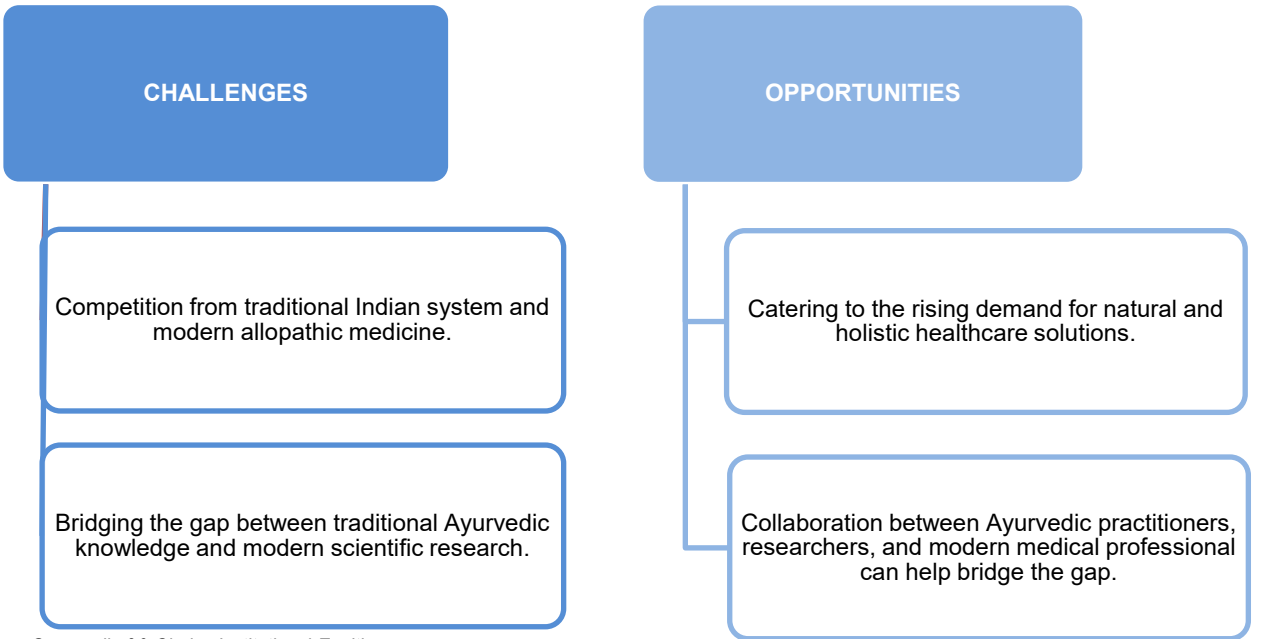 CHALLENGES
Competition from traditional Indian system and
modern allopathic medicine.
Bridging the gap between traditional Ayurvedic
knowledge and modern scientific research.
OPPORTUNITIES
Catering to the rising demand for natural and
holistic healthcare solutions.
Collaboration between Ayurvedic practitioners,
researchers, and modern medical professional
can help bridge the gap.